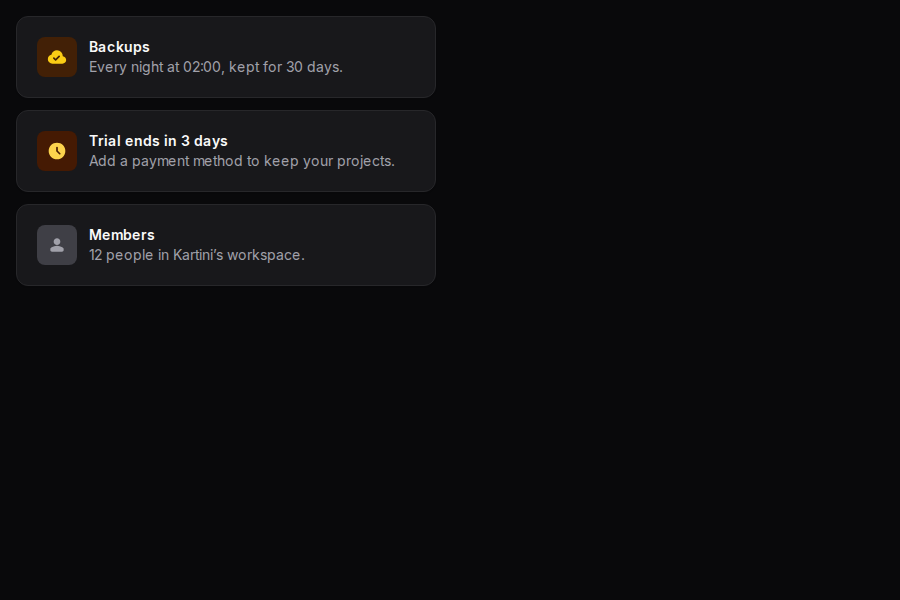 Backups
Every night at 02:00, kept for 30 days.
Trial ends in 3 days
Add a payment method to keep your projects.
Members
12 people in Kartini’s workspace.